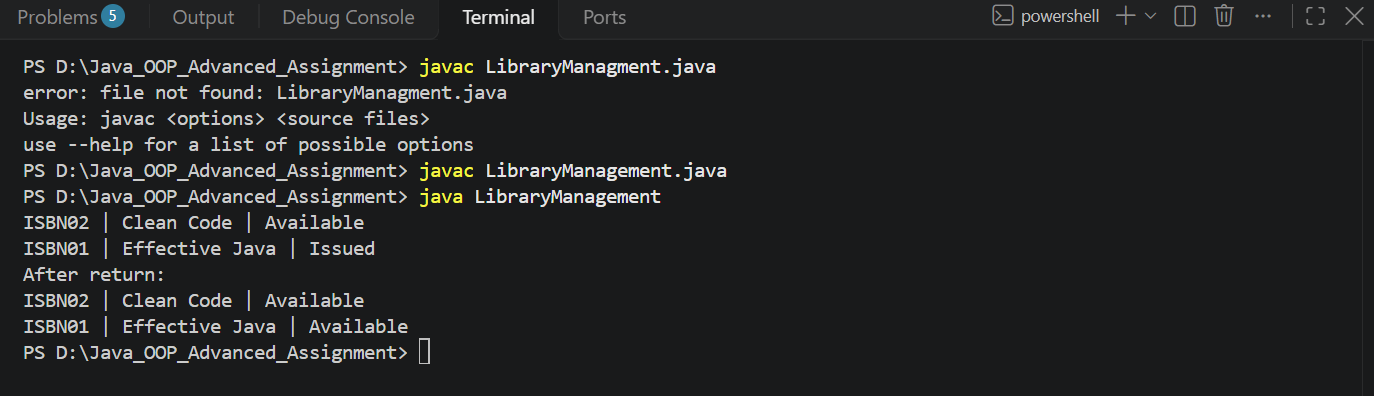 Problems 5 Output Debug Console Terminal Ports powershell
PS D:\Java_OOP_Advanced_Assignment> javac LibraryManagment.java
error: file not found: LibraryManagment.java
Usage: javac <options> <source files>
use --help for a list of possible options
PS D:\Java_OOP_Advanced_Assignment> javac LibraryManagement.java
PS D:\Java_OOP_Advanced_Assignment> java LibraryManagement
ISBN02 | Clean Code | Available
ISBN01 | Effective Java | Issued
After return:
ISBN02 | Clean Code | Available
ISBN01 | Effective Java | Available
PS D:\Java_OOP_Advanced_Assignment>